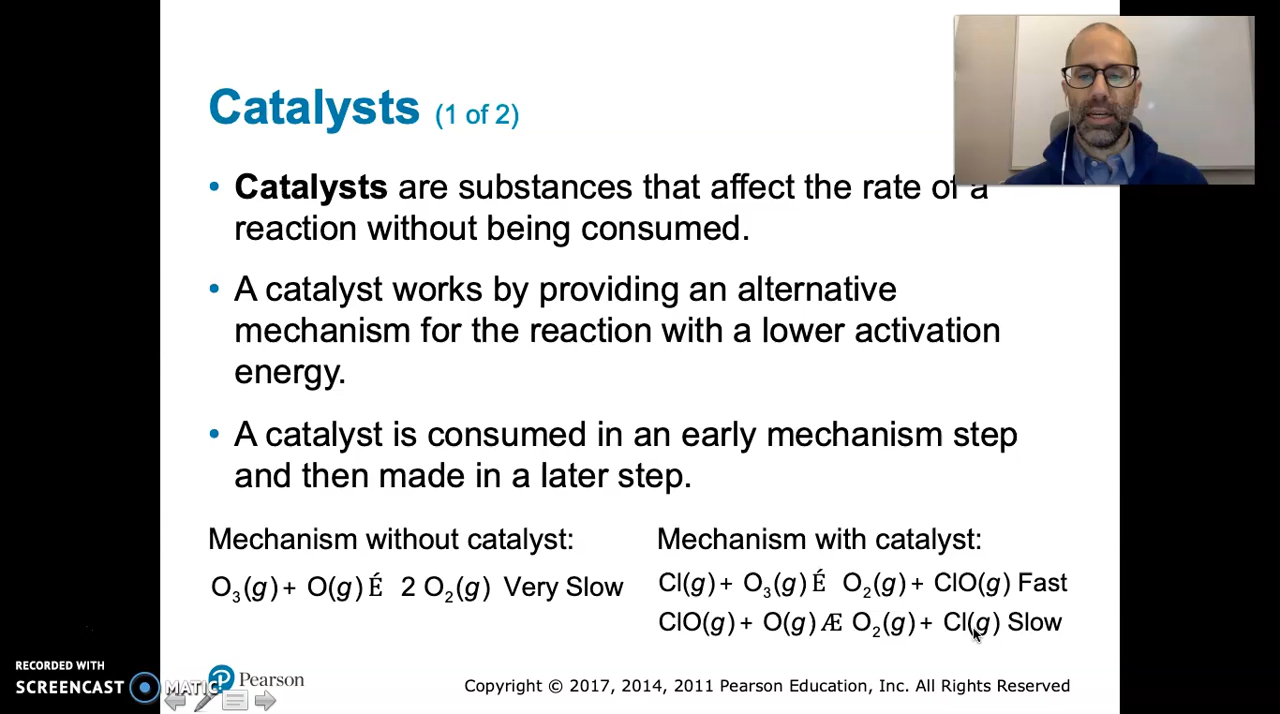 Catalysts (1 of 2)
• Catalysts are substances that affect the rate of a
reaction without being consumed.
• A catalyst works by providing an alternative
mechanism for the reaction with a lower activation
energy.
• A catalyst is consumed in an early mechanism step
and then made in a later step.
Mechanism without catalyst:
O₃(g) + O(g) É 2 O₂(g) Very Slow
Mechanism with catalyst:
Cl(g) + O₃(g) É O₂(g) + ClO(g) Fast
ClO(g) + O(g) Æ O₂(g) + Cl(g) Slow
RECORDED WITH
SCREENCAST MATIC
Pearson
Copyright © 2017, 2014, 2011 Pearson Education, Inc. All Rights Reserved